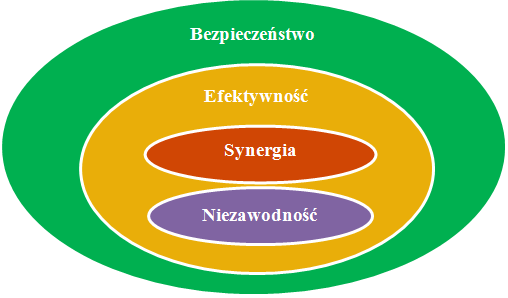 Bezpieczeństwo
Efektywność
Synergia
Niezawodność